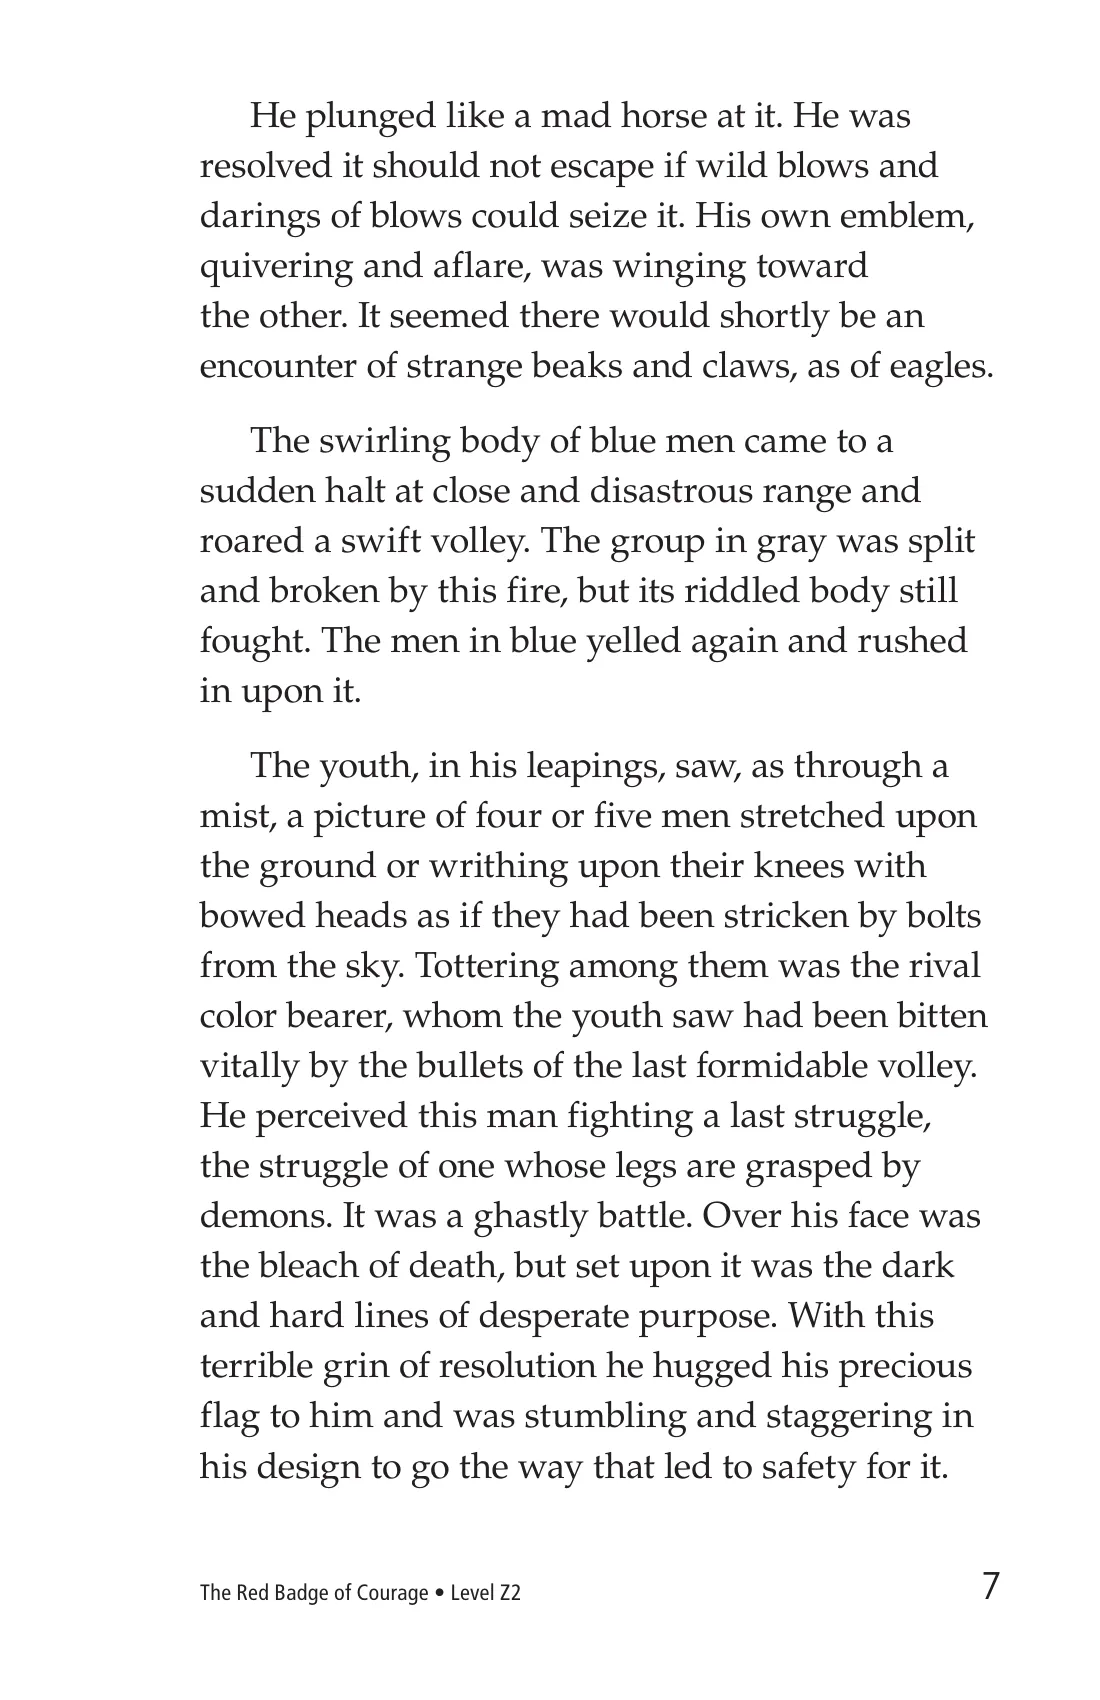 He plunged like a mad horse at it. He was
resolved it should not escape if wild blows and
darings of blows could seize it. His own emblem,
quivering and aflare, was winging toward
the other. It seemed there would shortly be an
encounter of strange beaks and claws, as of eagles.
The swirling body of blue men came to a
sudden halt at close and disastrous range and
roared a swift volley. The group in gray was split
and broken by this fire, but its riddled body still
fought. The men in blue yelled again and rushed
in upon it.
The youth, in his leapings, saw, as through a
mist, a picture of four or five men stretched upon
the ground or writhing upon their knees with
bowed heads as if they had been stricken by bolts
from the sky. Tottering among them was the rival
color bearer, whom the youth saw had been bitten
vitally by the bullets of the last formidable volley.
He perceived this man fighting a last struggle,
the struggle of one whose legs are grasped by
demons. It was a ghastly battle. Over his face was
the bleach of death, but set upon it was the dark
and hard lines of desperate purpose. With this
terrible grin of resolution he hugged his precious
flag to him and was stumbling and staggering in
his design to go the way that led to safety for it.
The Red Badge of Courage • Level Z2
7